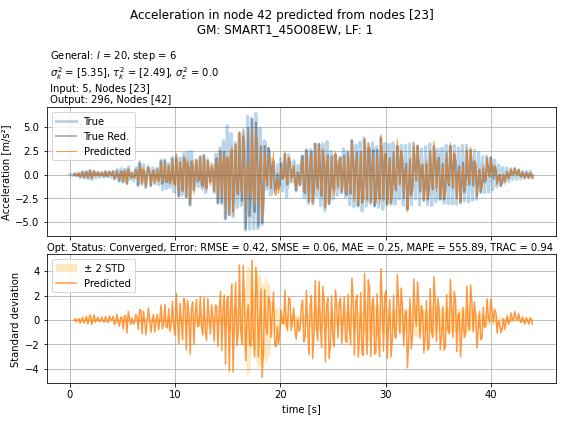 Acceleration in node 42 predicted from nodes [23]
GM: SMART1_45O08EW, LF: 1
General: l = 20, step = 6
σ²ₖ = [5.35], τ²ₖ = [2.49], σ²ε = 0.0
Input: 5, Nodes [23]
Output: 296, Nodes [42]
True
True Red.
Predicted
Acceleration [m/s²]
5.0
2.5
0.0
−2.5
−5.0
Opt. Status: Converged, Error: RMSE = 0.42, SMSE = 0.06, MAE = 0.25, MAPE = 555.89, TRAC = 0.94
± 2 STD
Predicted
Standard deviation
4
2
0
−2
−4
0 10 20 30 40
time [s]